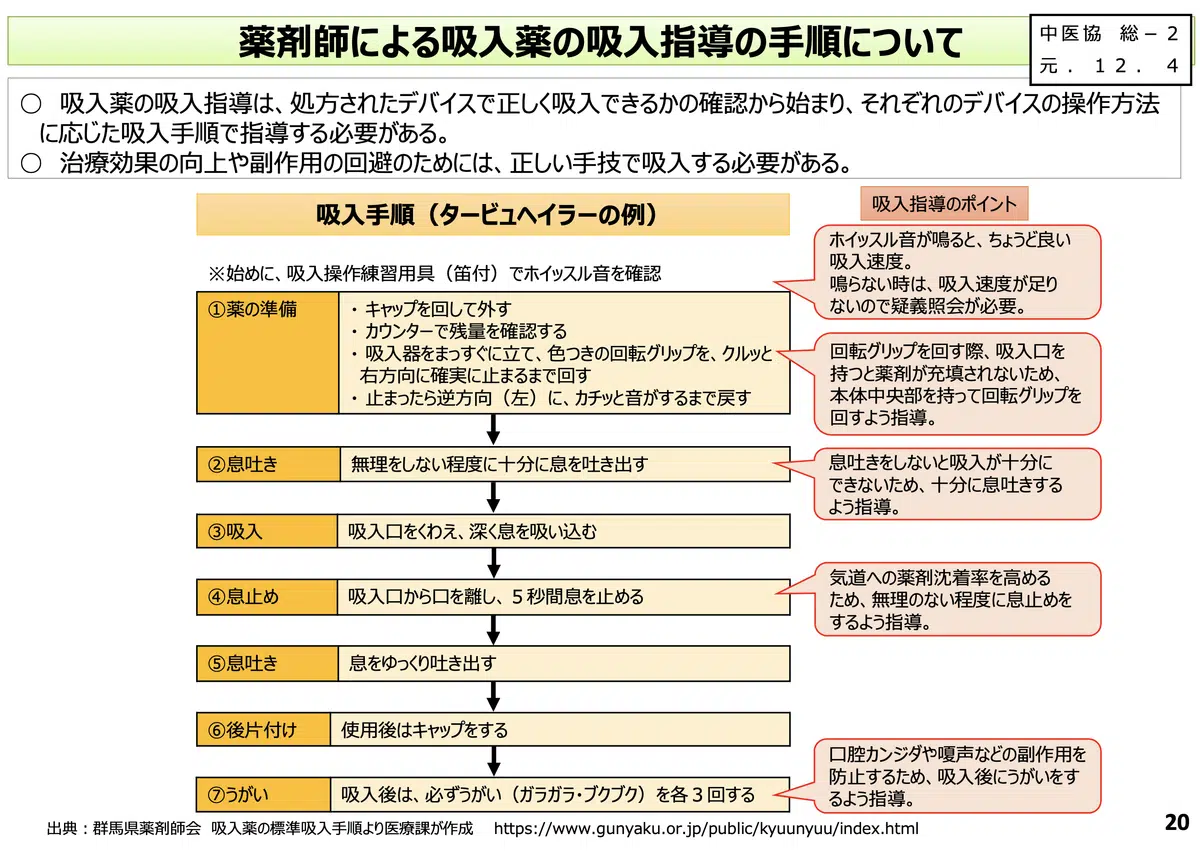 薬剤師による吸入薬の吸入指導の手順について
中医協 総－２
元．１２．４
○ 吸入薬の吸入指導は、処方されたデバイスで正しく吸入できるかの確認から始まり、それぞれのデバイスの操作方法
に応じた吸入手順で指導する必要がある。
○ 治療効果の向上や副作用の回避のためには、正しい手技で吸入する必要がある。
吸入手順（タービュヘイラーの例）
吸入指導のポイント
※始めに、吸入操作練習用具（笛付）でホイッスル音を確認
ホイッスル音が鳴ると、ちょうど良い
吸入速度。
鳴らない時は、吸入速度が足り
ないので疑義照会が必要。
①薬の準備
・ キャップを回して外す
・ カウンターで残量を確認する
・ 吸入器をまっすぐに立て、色つきの回転グリップを、クルッと
右方向に確実に止まるまで回す
・ 止まったら逆方向（左）に、カチッと音がするまで戻す
回転グリップを回す際、吸入口を
持つと薬剤が充填されないため、
本体中央部を持って回転グリップを
回すよう指導。
②息吐き
無理をしない程度に十分に息を吐き出す
息吐きをしないと吸入が十分に
できないため、十分に息吐きする
よう指導。
③吸入
吸入口をくわえ、深く息を吸い込む
④息止め
吸入口から口を離し、５秒間息を止める
気道への薬剤沈着率を高める
ため、無理のない程度に息止めを
するよう指導。
⑤息吐き
息をゆっくり吐き出す
⑥後片付け
使用後はキャップをする
⑦うがい
吸入後は、必ずうがい（ガラガラ・ブクブク）を各３回する
口腔カンジダや嗄声などの副作用を
防止するため、吸入後にうがいをす
るよう指導。
出典：群馬県薬剤師会 吸入薬の標準吸入手順より医療課が作成 https://www.gunyaku.or.jp/public/kyuunyuu/index.html
20